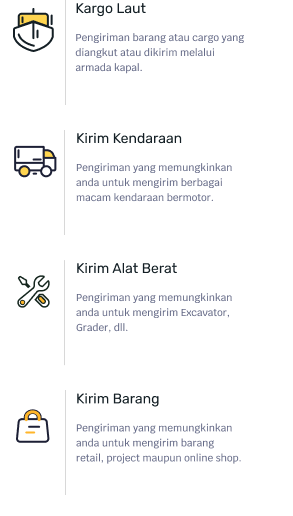 Kargo Laut
Pengiriman barang atau cargo yang
diangkut atau dikirim melalui
armada kapal.
Kirim Kendaraan
Pengiriman yang memungkinkan
anda untuk mengirim berbagai
macam kendaraan bermotor.
Kirim Alat Berat
Pengiriman yang memungkinkan
anda untuk mengirim Excavator,
Grader, dll.
Kirim Barang
Pengiriman yang memungkinkan
anda untuk mengirim barang
retail, project maupun online shop.